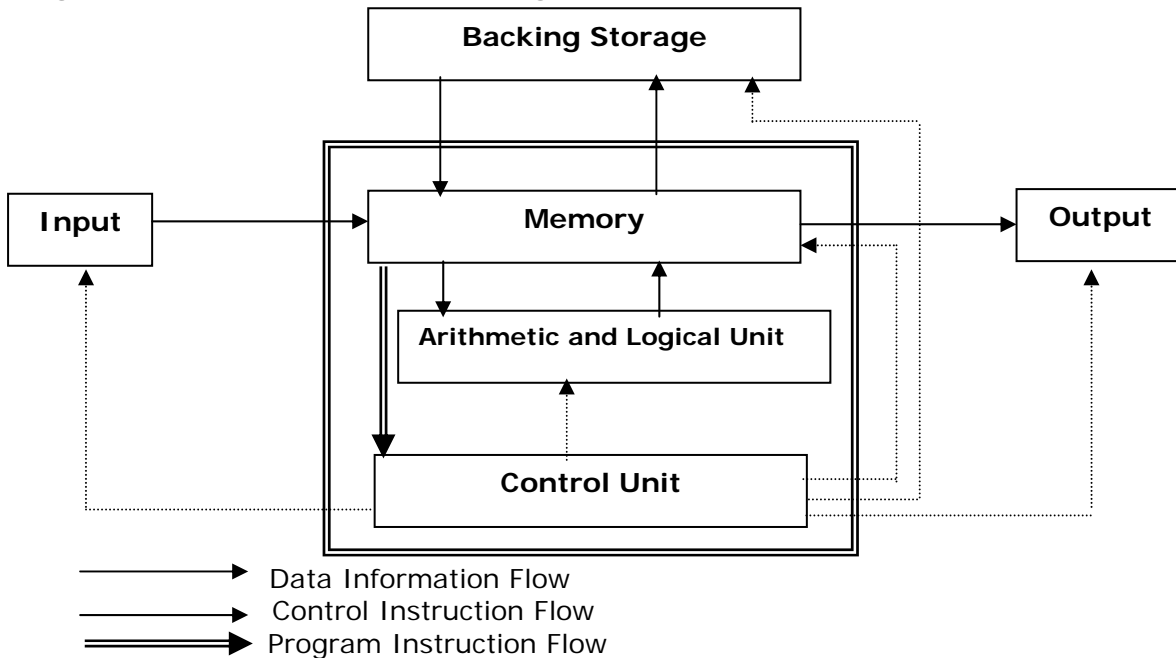 Backing Storage
Memory
Input
Output
Arithmetic and Logical Unit
Control Unit
Data Information Flow
Control Instruction Flow
Program Instruction Flow